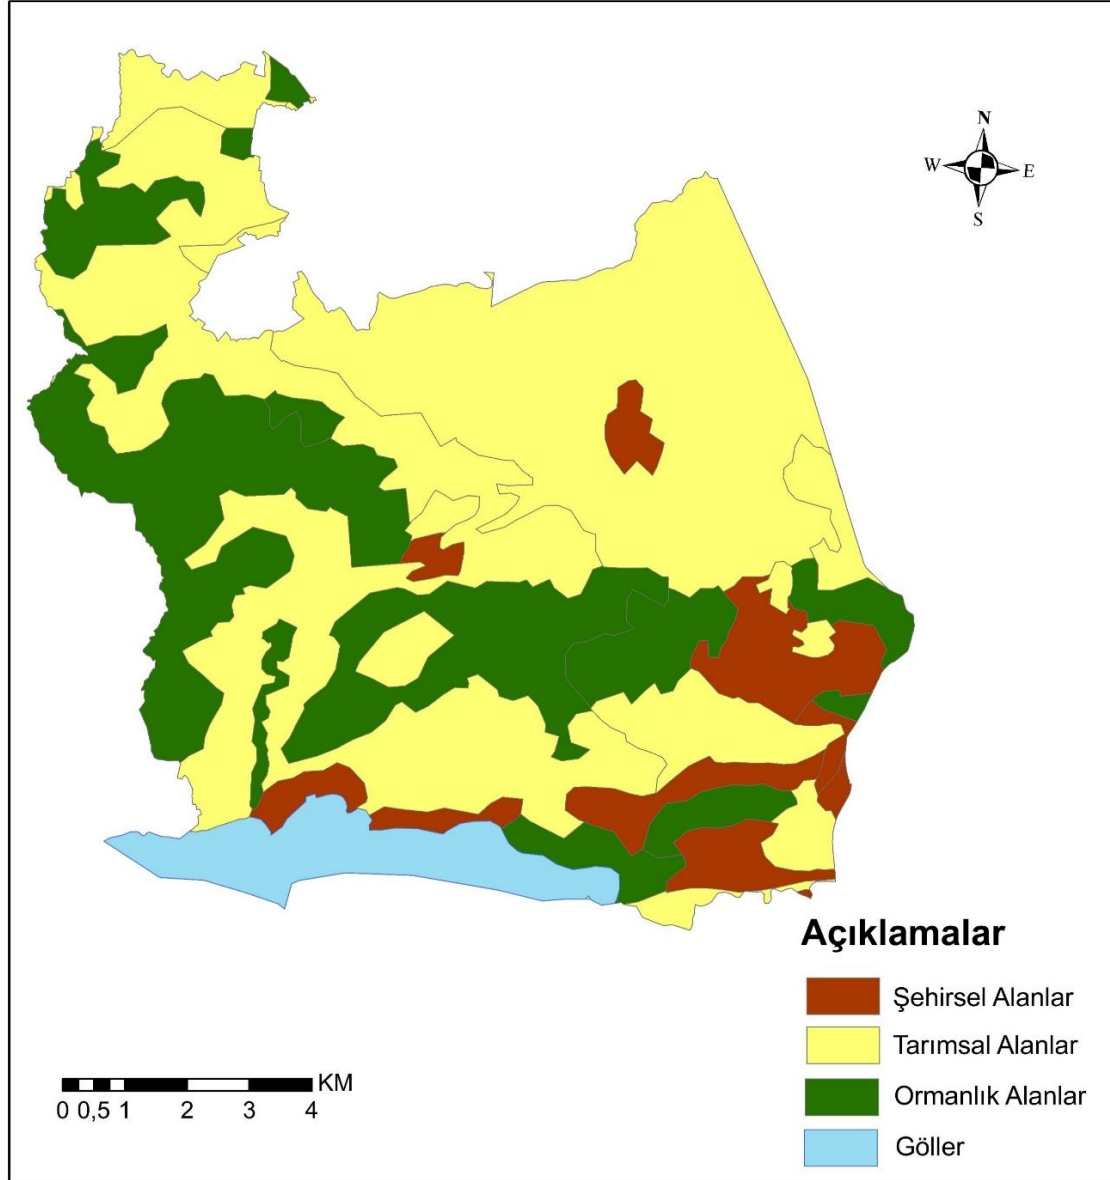 N
W E
S
Açıklamalar
Şehirsel Alanlar
Tarımsal Alanlar
Ormanlık Alanlar
Göller
KM
0 0,5 1 2 3 4